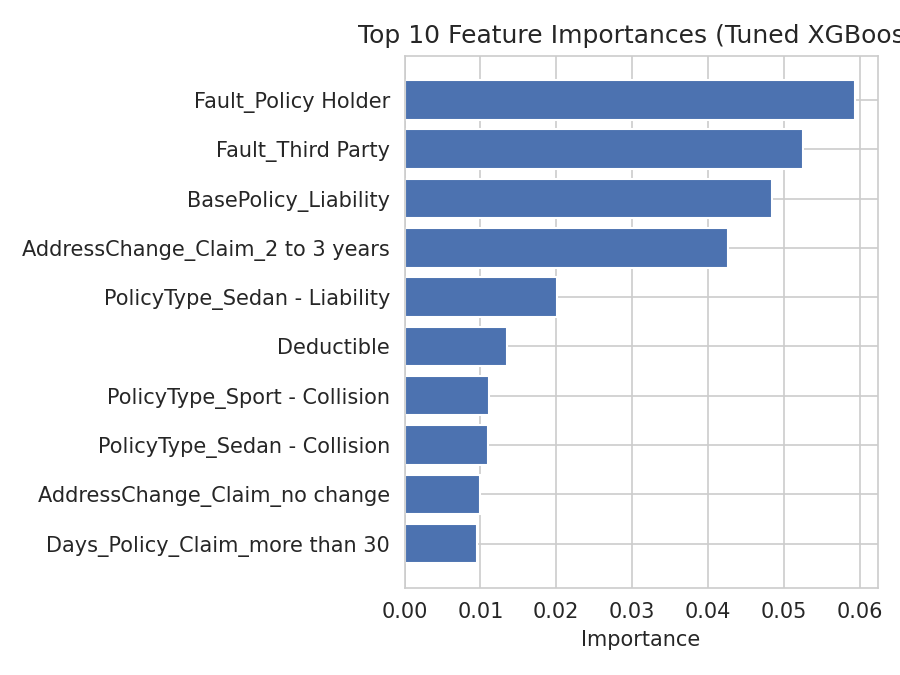 Top 10 Feature Importances (Tuned XGBoos
Fault_Policy Holder
Fault_Third Party
BasePolicy_Liability
AddressChange_Claim_2 to 3 years
PolicyType_Sedan - Liability
Deductible
PolicyType_Sport - Collision
PolicyType_Sedan - Collision
AddressChange_Claim_no change
Days_Policy_Claim_more than 30
0.00 0.01 0.02 0.03 0.04 0.05 0.06
Importance